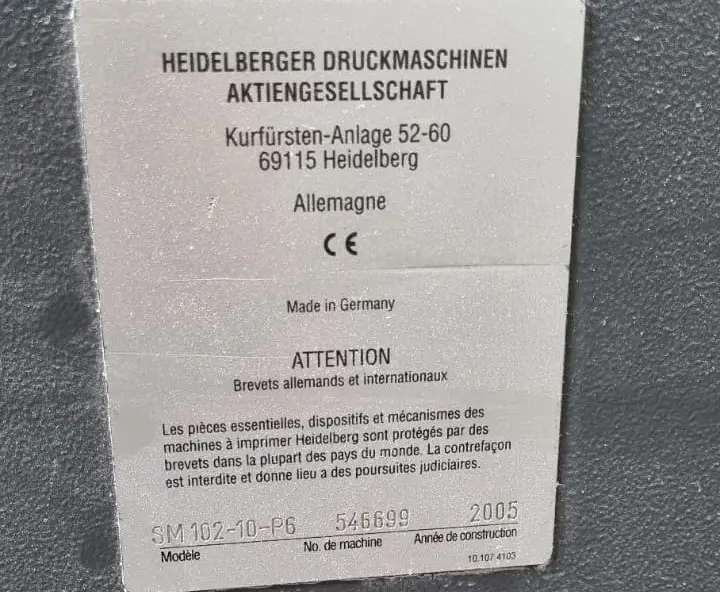 HEIDELBERGER DRUCKMASCHINEN
AKTIENGESELLSCHAFT
Kurfürsten-Anlage 52-60
69115 Heidelberg
Allemagne
CE
Made in Germany
ATTENTION
Brevets allemands et internationaux
Les pièces essentielles, dispositifs et mécanismes des
machines à imprimer Heidelberg sont protégés par des
brevets dans la plupart des pays du monde. La contrefaçon
est interdite et donne lieu a des poursuites judiciaires.
SM 102-10-P6 546699 2005
Modèle No. de machine Année de construction
10.107 4103